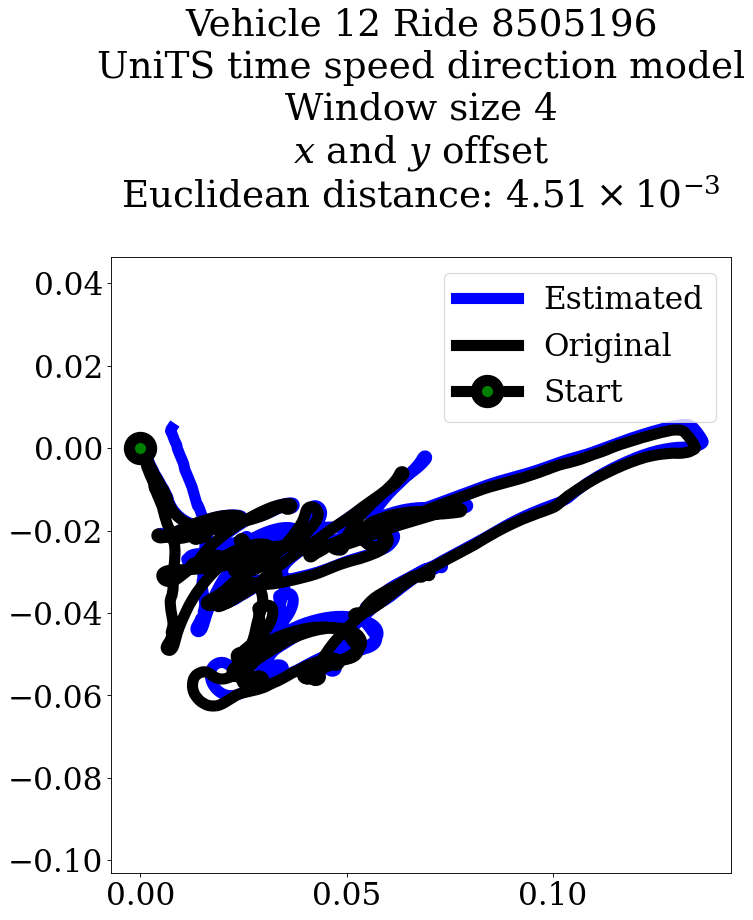 Vehicle 12 Ride 8505196
UniTS time speed direction model
Window size 4
x and y offset
Euclidean distance: 4.51 × 10⁻³
Estimated
Original
Start
0.04
0.02
0.00
−0.02
−0.04
−0.06
−0.08
−0.10
0.00 0.05 0.10